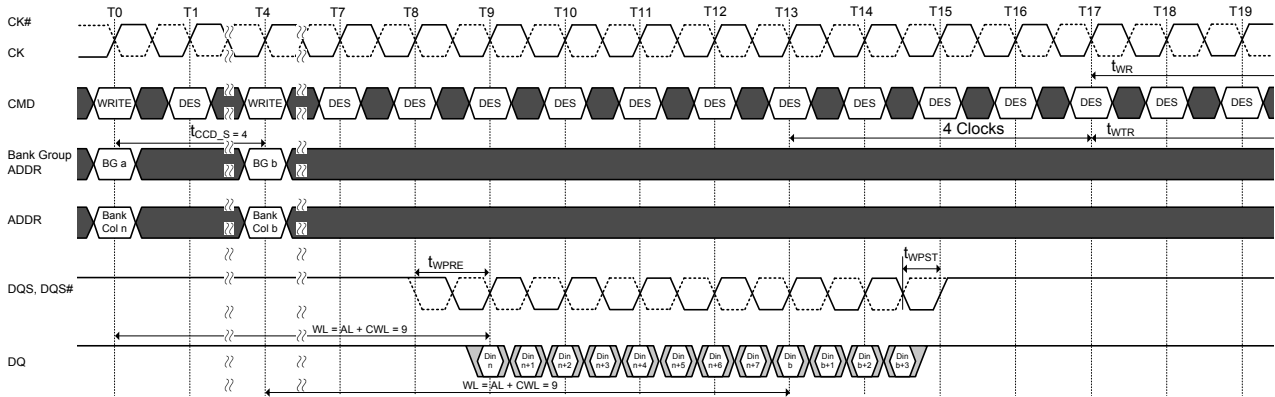 T0 T1 T4 T7 T8 T9 T10 T11 T12 T13 T14 T15 T16 T17 T18 T19
CK#
CK
tWR
CMD WRITE DES WRITE DES DES DES DES DES DES DES DES DES DES DES DES DES
tCCD_S = 4 4 Clocks tWTR
Bank Group
ADDR
BG a BG b
ADDR
Bank
Col n
Bank
Col b
tWPRE tWPST
DQS, DQS#
WL = AL + CWL = 9
DQ
Din
n
Din
n+1
Din
n+2
Din
n+3
Din
n+4
Din
n+5
Din
n+6
Din
n+7
Din
b
Din
b+1
Din
b+2
Din
b+3
WL = AL + CWL = 9